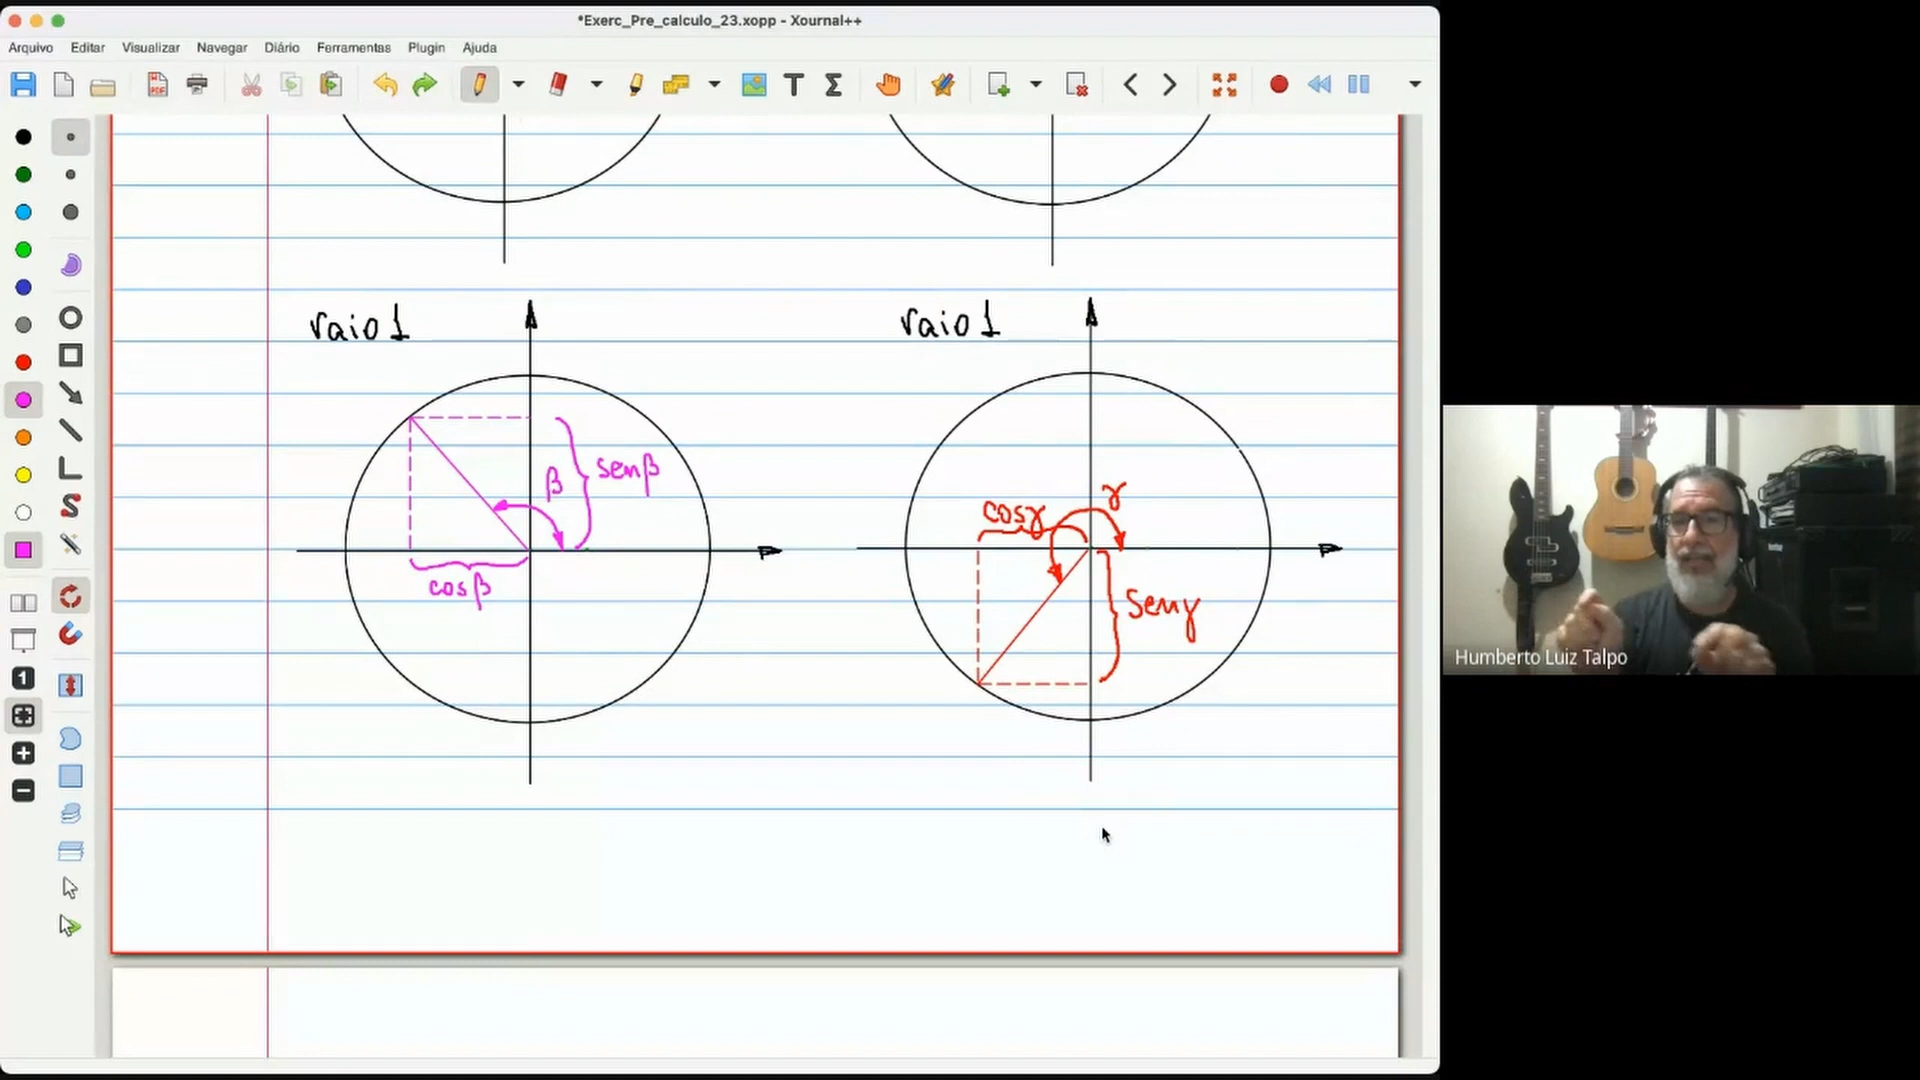 *Exerc_Pre_calculo_23.xopp - Xournal++
Arquivo Editar Visualizar Navegar Diário Ferramentas Plugin Ajuda
raio 1
raio 1
β
senβ
cosβ
cosγ
γ
senγ
Humberto Luiz Talpo